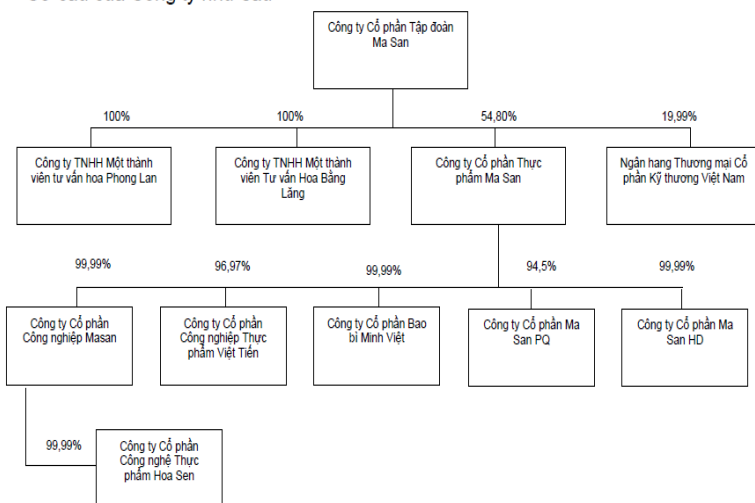 Công ty Cổ phần Tập đoàn
Ma San
100%
100%
54,80%
19,99%
Công ty TNHH Một thành
viên tư vấn hoa Phong Lan
Công ty TNHH Một thành
viên Tư vấn Hoa Bằng
Lăng
Công ty Cổ phần Thực
phẩm Ma San
Ngân hang Thương mại Cổ
phần Kỹ thương Việt Nam
99,99%
96,97%
99,99%
94,5%
99,99%
Công ty Cổ phần
Công nghiệp Masan
Công ty Cổ phần
Công nghiệp Thực
phẩm Việt Tiến
Công ty Cổ phần Bao
bì Minh Việt
Công ty Cổ phần Ma
San PQ
Công ty Cổ phần Ma
San HD
99,99%
Công ty Cổ phần
Công nghệ Thực
phẩm Hoa Sen